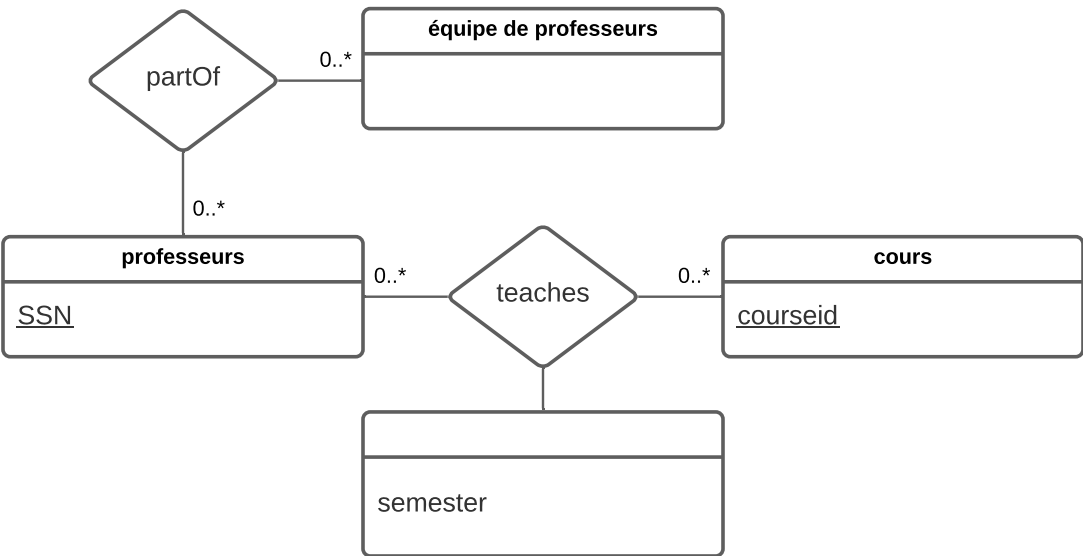 équipe de professeurs
partOf
0..*
0..*
professeurs
SSN
0..*
teaches
0..*
cours
courseid
semester